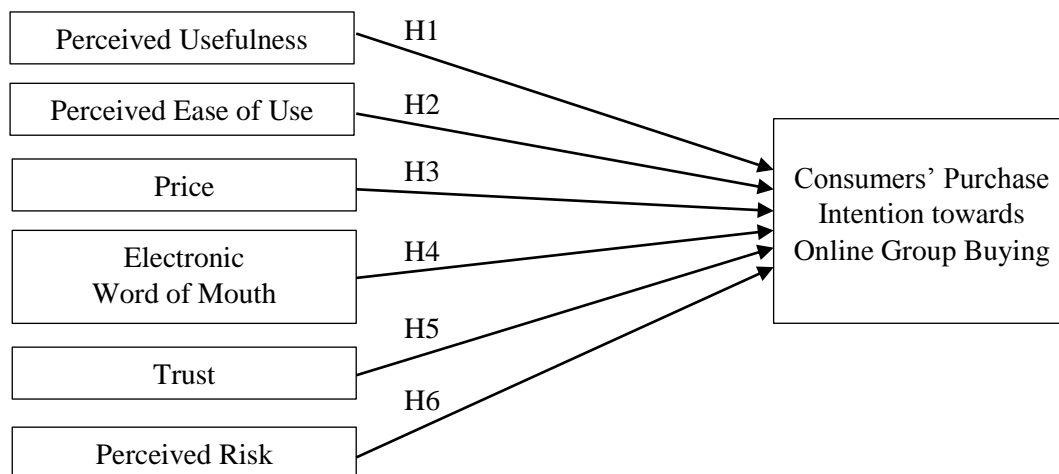 Perceived Usefulness
H1
Perceived Ease of Use
H2
Price
H3
Electronic
Word of Mouth
H4
Trust
H5
Perceived Risk
H6
Consumers’ Purchase
Intention towards
Online Group Buying